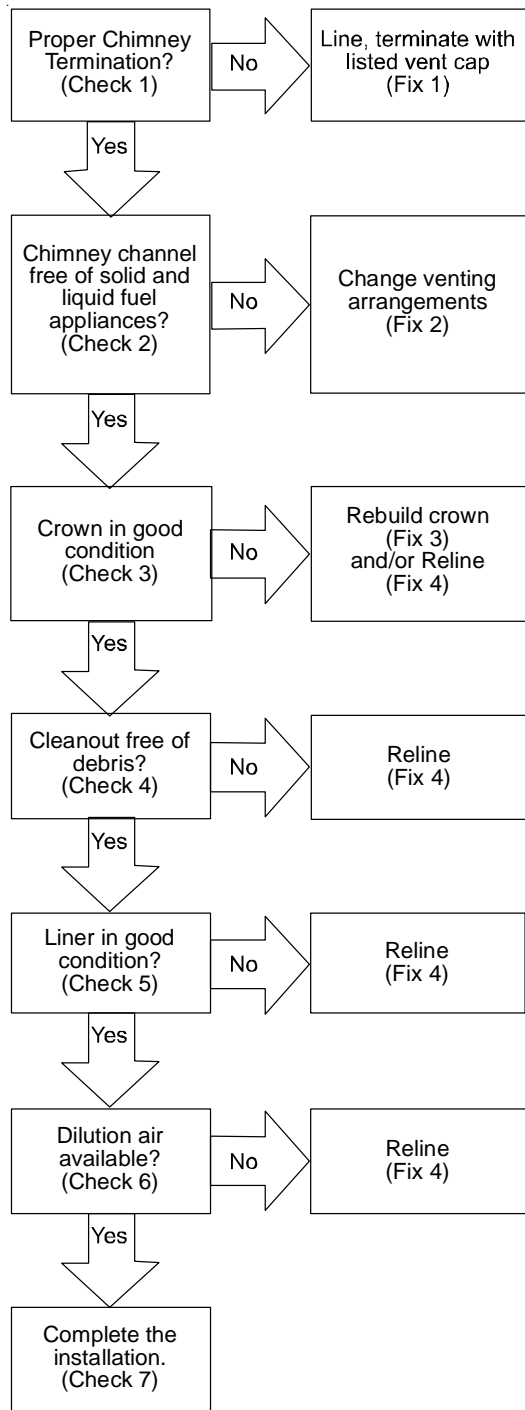 Proper Chimney
Termination?
(Check 1)
No
Line, terminate with
listed vent cap
(Fix 1)
Yes
Chimney channel
free of solid and
liquid fuel
appliances?
(Check 2)
No
Change venting
arrangements
(Fix 2)
Yes
Crown in good
condition
(Check 3)
No
Rebuild crown
(Fix 3)
and/or Reline
(Fix 4)
Yes
Cleanout free of
debris?
(Check 4)
No
Reline
(Fix 4)
Yes
Liner in good
condition?
(Check 5)
No
Reline
(Fix 4)
Yes
Dilution air
available?
(Check 6)
No
Reline
(Fix 4)
Yes
Complete the
installation.
(Check 7)